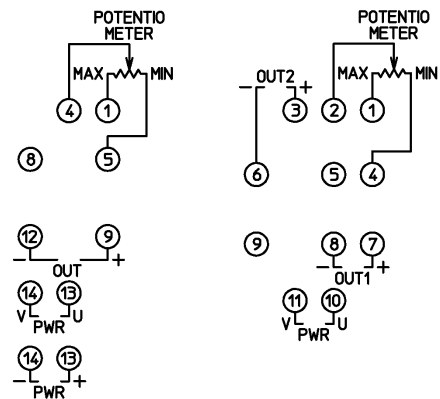 POTENTIO
METER
MAX
MIN
4
1
8
5
12
9
-
OUT
+
14
13
V
PWR
U
14
13
-
PWR
+
POTENTIO
METER
MAX
MIN
-
OUT2
+
3
2
1
6
5
4
9
8
7
-
OUT1
+
11
10
V
PWR
U